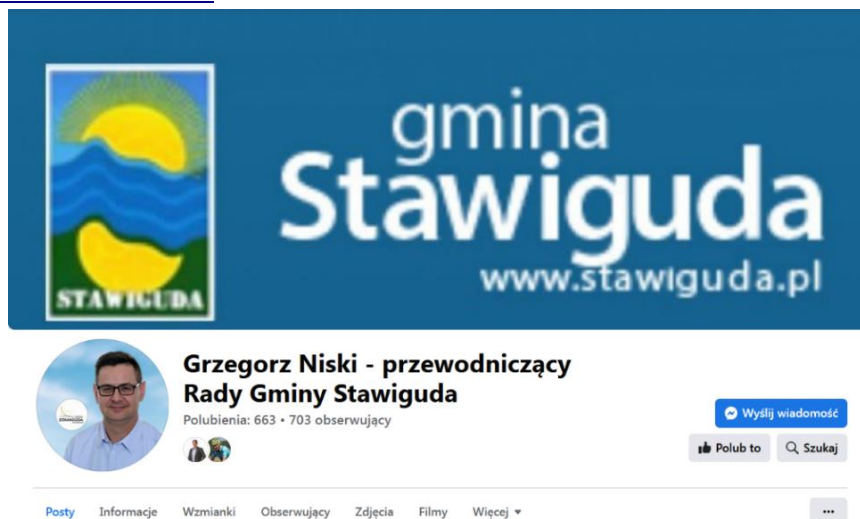 gmina
Stawiguda
www.stawiguda.pl
STAWIGUDA
Grzegorz Niski - przewodniczący
Rady Gminy Stawiguda
Polubienia: 663 • 703 obserwujący
Wyślij wiadomość
Polub to
Szukaj
Posty Informacje Wzmianki Obserwujący Zdjęcia Filmy Więcej